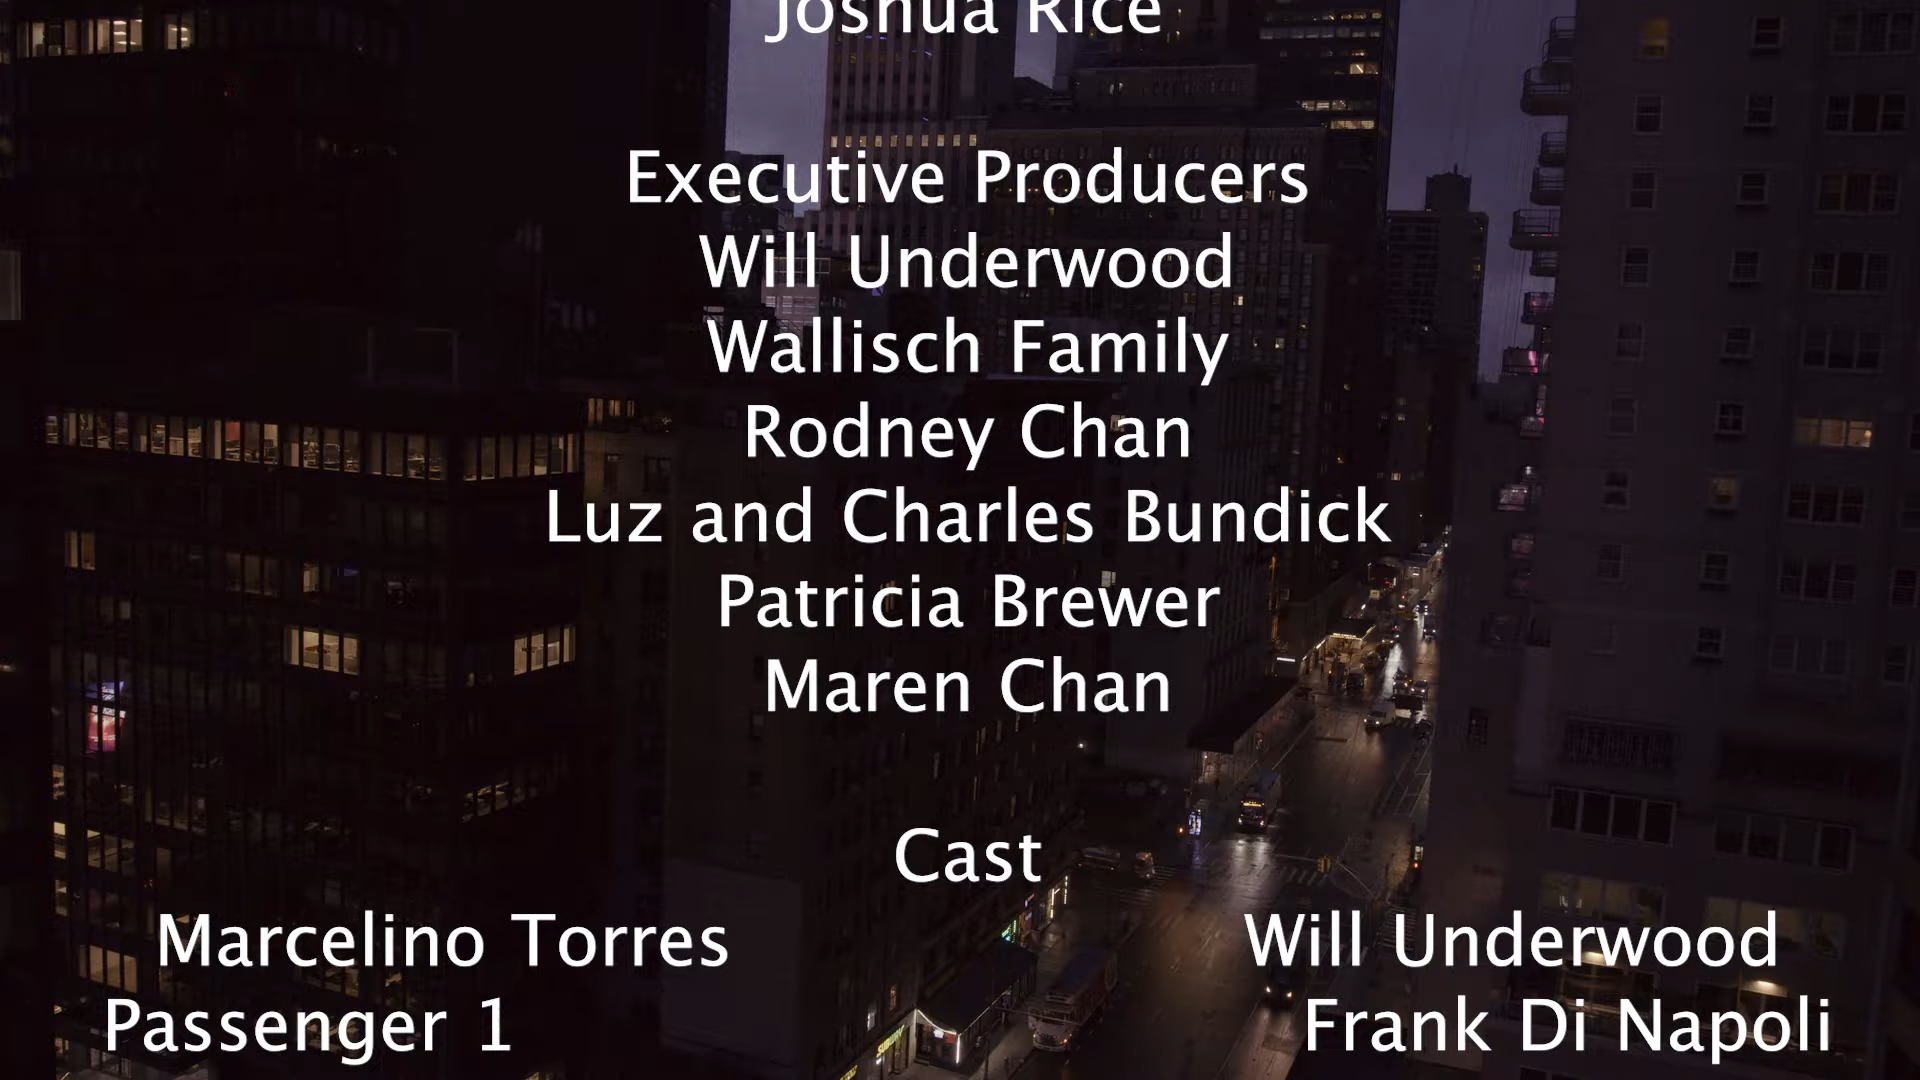 Joshua Rice
Executive Producers
Will Underwood
Wallisch Family
Rodney Chan
Luz and Charles Bundick
Patricia Brewer
Maren Chan
Cast
Marcelino Torres Will Underwood
Passenger 1 Frank Di Napoli
SUBWAY